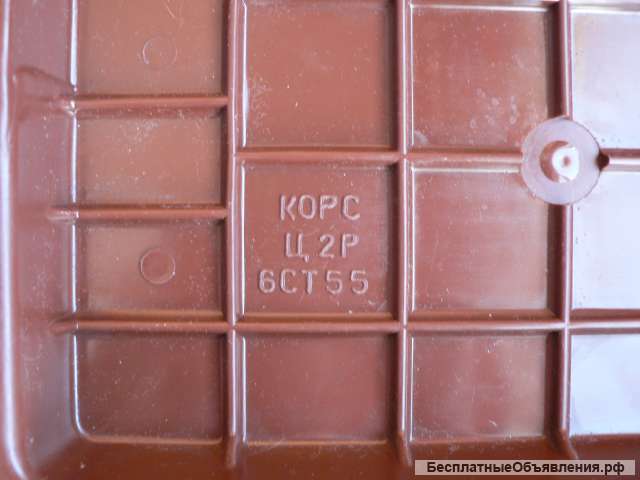 КОРС
Ц,2Р
6СТ55
БесплатныеОбъявления.рф